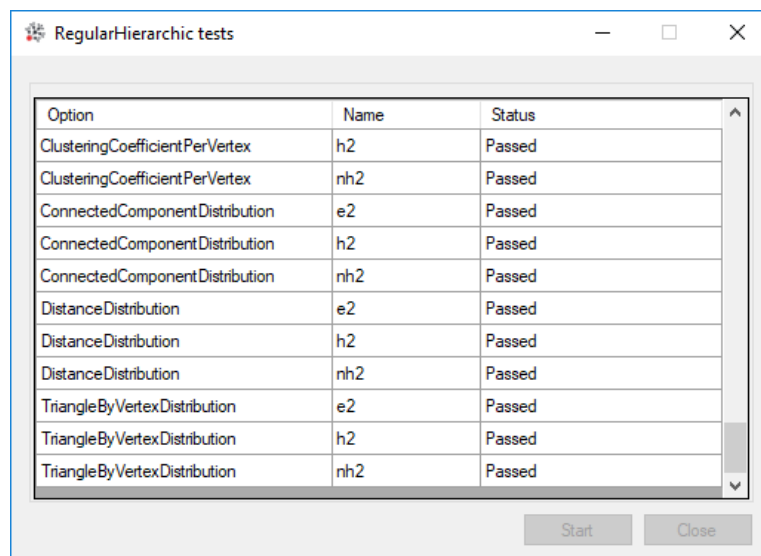 RegularHierarchic tests
Option Name Status
ClusteringCoefficientPerVertex h2 Passed
ClusteringCoefficientPerVertex nh2 Passed
ConnectedComponentDistribution e2 Passed
ConnectedComponentDistribution h2 Passed
ConnectedComponentDistribution nh2 Passed
DistanceDistribution e2 Passed
DistanceDistribution h2 Passed
DistanceDistribution nh2 Passed
TriangleByVertexDistribution e2 Passed
TriangleByVertexDistribution h2 Passed
TriangleByVertexDistribution nh2 Passed
Start Close